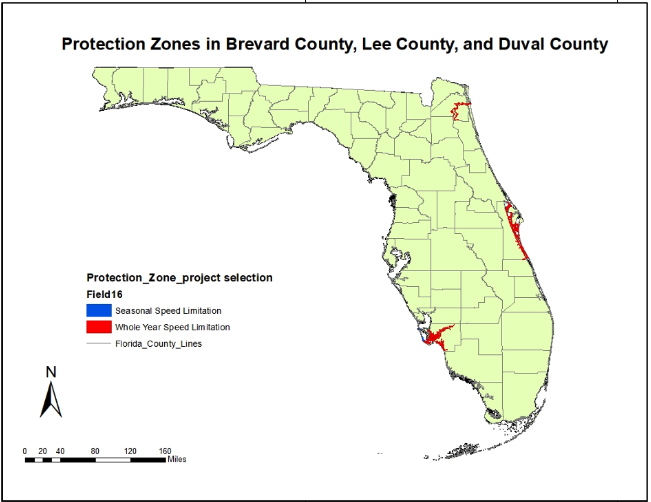 Protection Zones in Brevard County, Lee County, and Duval County
Protection_Zone_project selection
Field16
Seasonal Speed Limitation
Whole Year Speed Limitation
Florida_County_Lines
N
0 20 40 80 120 160
Miles